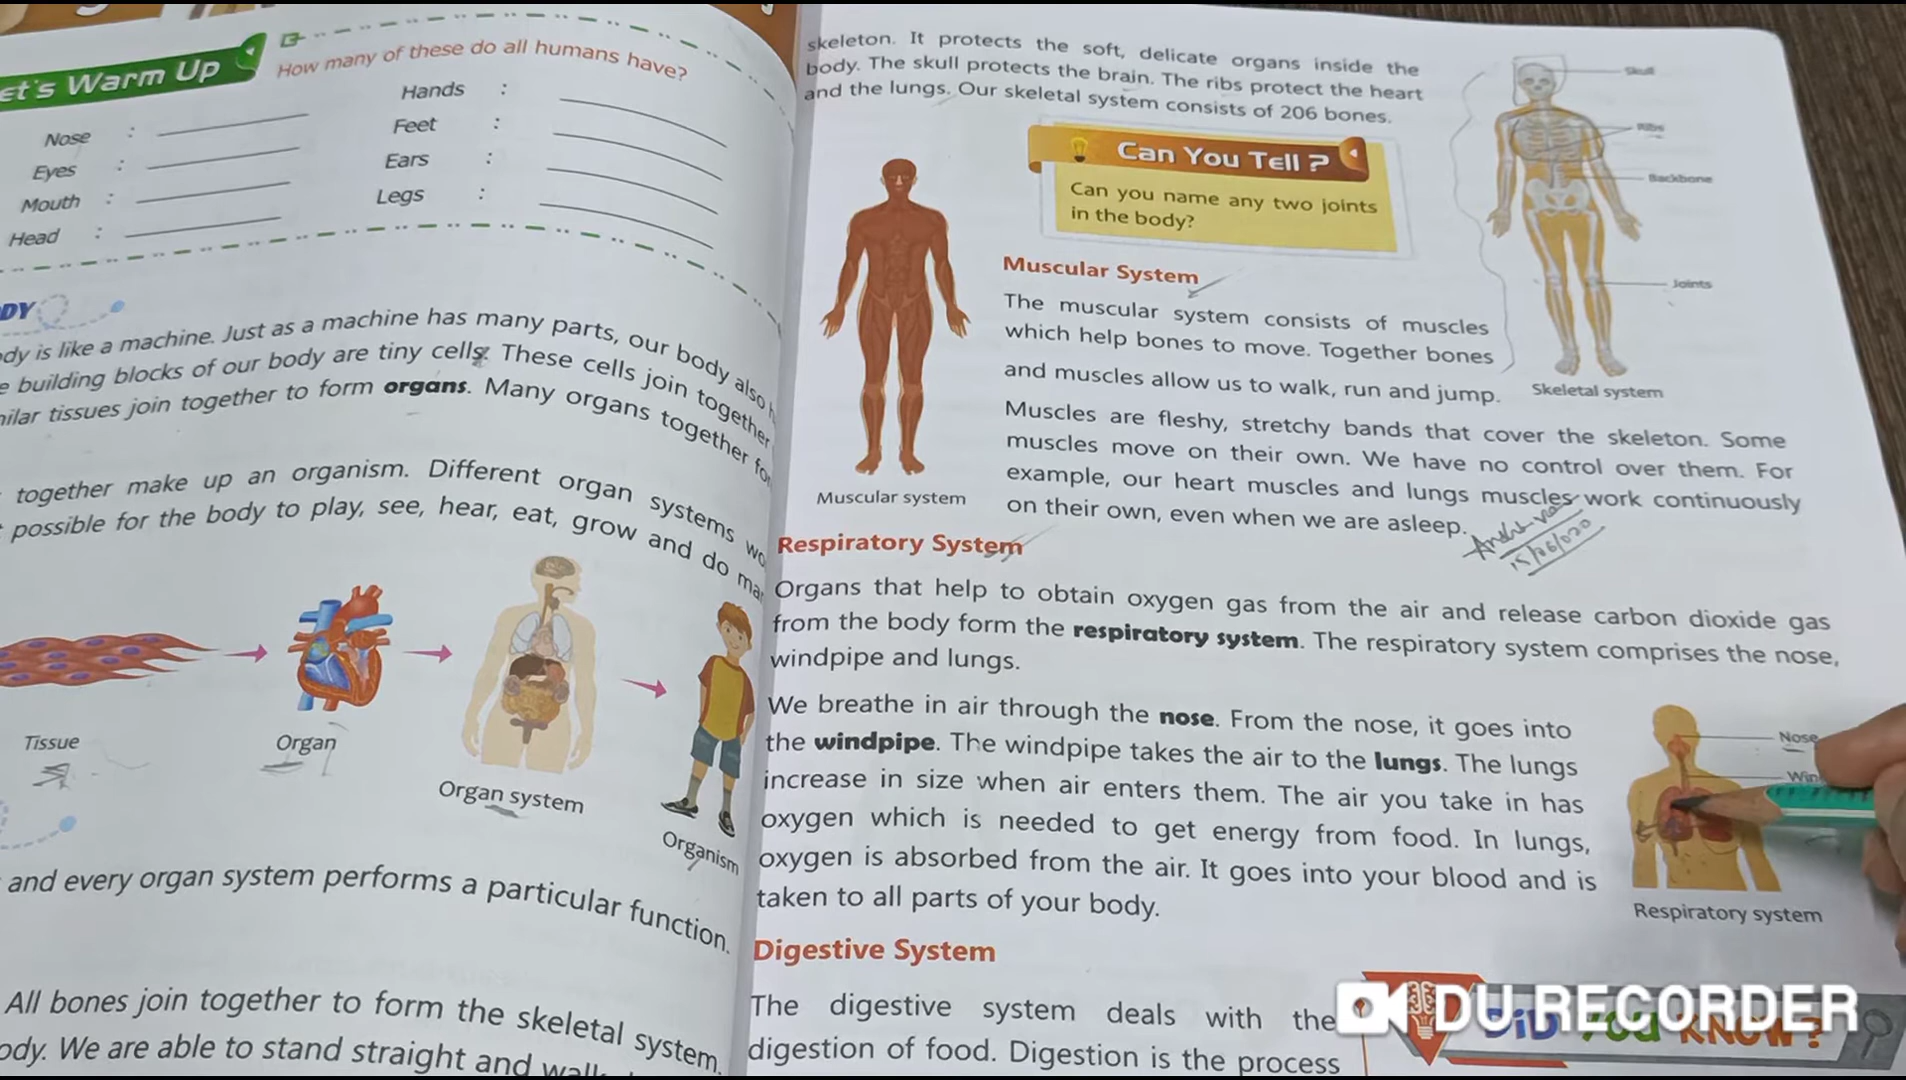 et's Warm Up
How many of these do all humans have?
Nose :
Eyes :
Mouth :
Head :
Hands :
Feet :
Ears :
Legs :
DY
dy is like a machine. Just as a machine has many parts, our body also
e building blocks of our body are tiny cells. These cells join together
ilar tissues join together to form organs. Many organs together
together make up an organism. Different organ systems
possible for the body to play, see, hear, eat, grow and do
Tissue
Organ
Organ system
Organism
and every organ system performs a particular function.
All bones join together to form the skeletal system.
ody. We are able to stand straight and
skeleton. It protects the soft, delicate organs inside the
body. The skull protects the brain. The ribs protect the heart
and the lungs. Our skeletal system consists of 206 bones.
Can You Tell?
Can you name any two joints
in the body?
Skull
Ribs
Backbone
Joints
Skeletal system
Muscular System
The muscular system consists of muscles
which help bones to move. Together bones
and muscles allow us to walk, run and jump.
Muscles are fleshy, stretchy bands that cover the skeleton. Some
muscles move on their own. We have no control over them. For
example, our heart muscles and lungs muscles work continuously
on their own, even when we are asleep.
Muscular system
Respiratory System
Organs that help to obtain oxygen gas from the air and release carbon dioxide gas
from the body form the respiratory system. The respiratory system comprises the nose,
windpipe and lungs.
We breathe in air through the nose. From the nose, it goes into
the windpipe. The windpipe takes the air to the lungs. The lungs
increase in size when air enters them. The air you take in has
oxygen which is needed to get energy from food. In lungs,
oxygen is absorbed from the air. It goes into your blood and is
taken to all parts of your body.
Nose
Win
Respiratory system
Digestive System
The digestive system deals with the
digestion of food. Digestion is the process
DiD You KNOW?
DU RECORDER